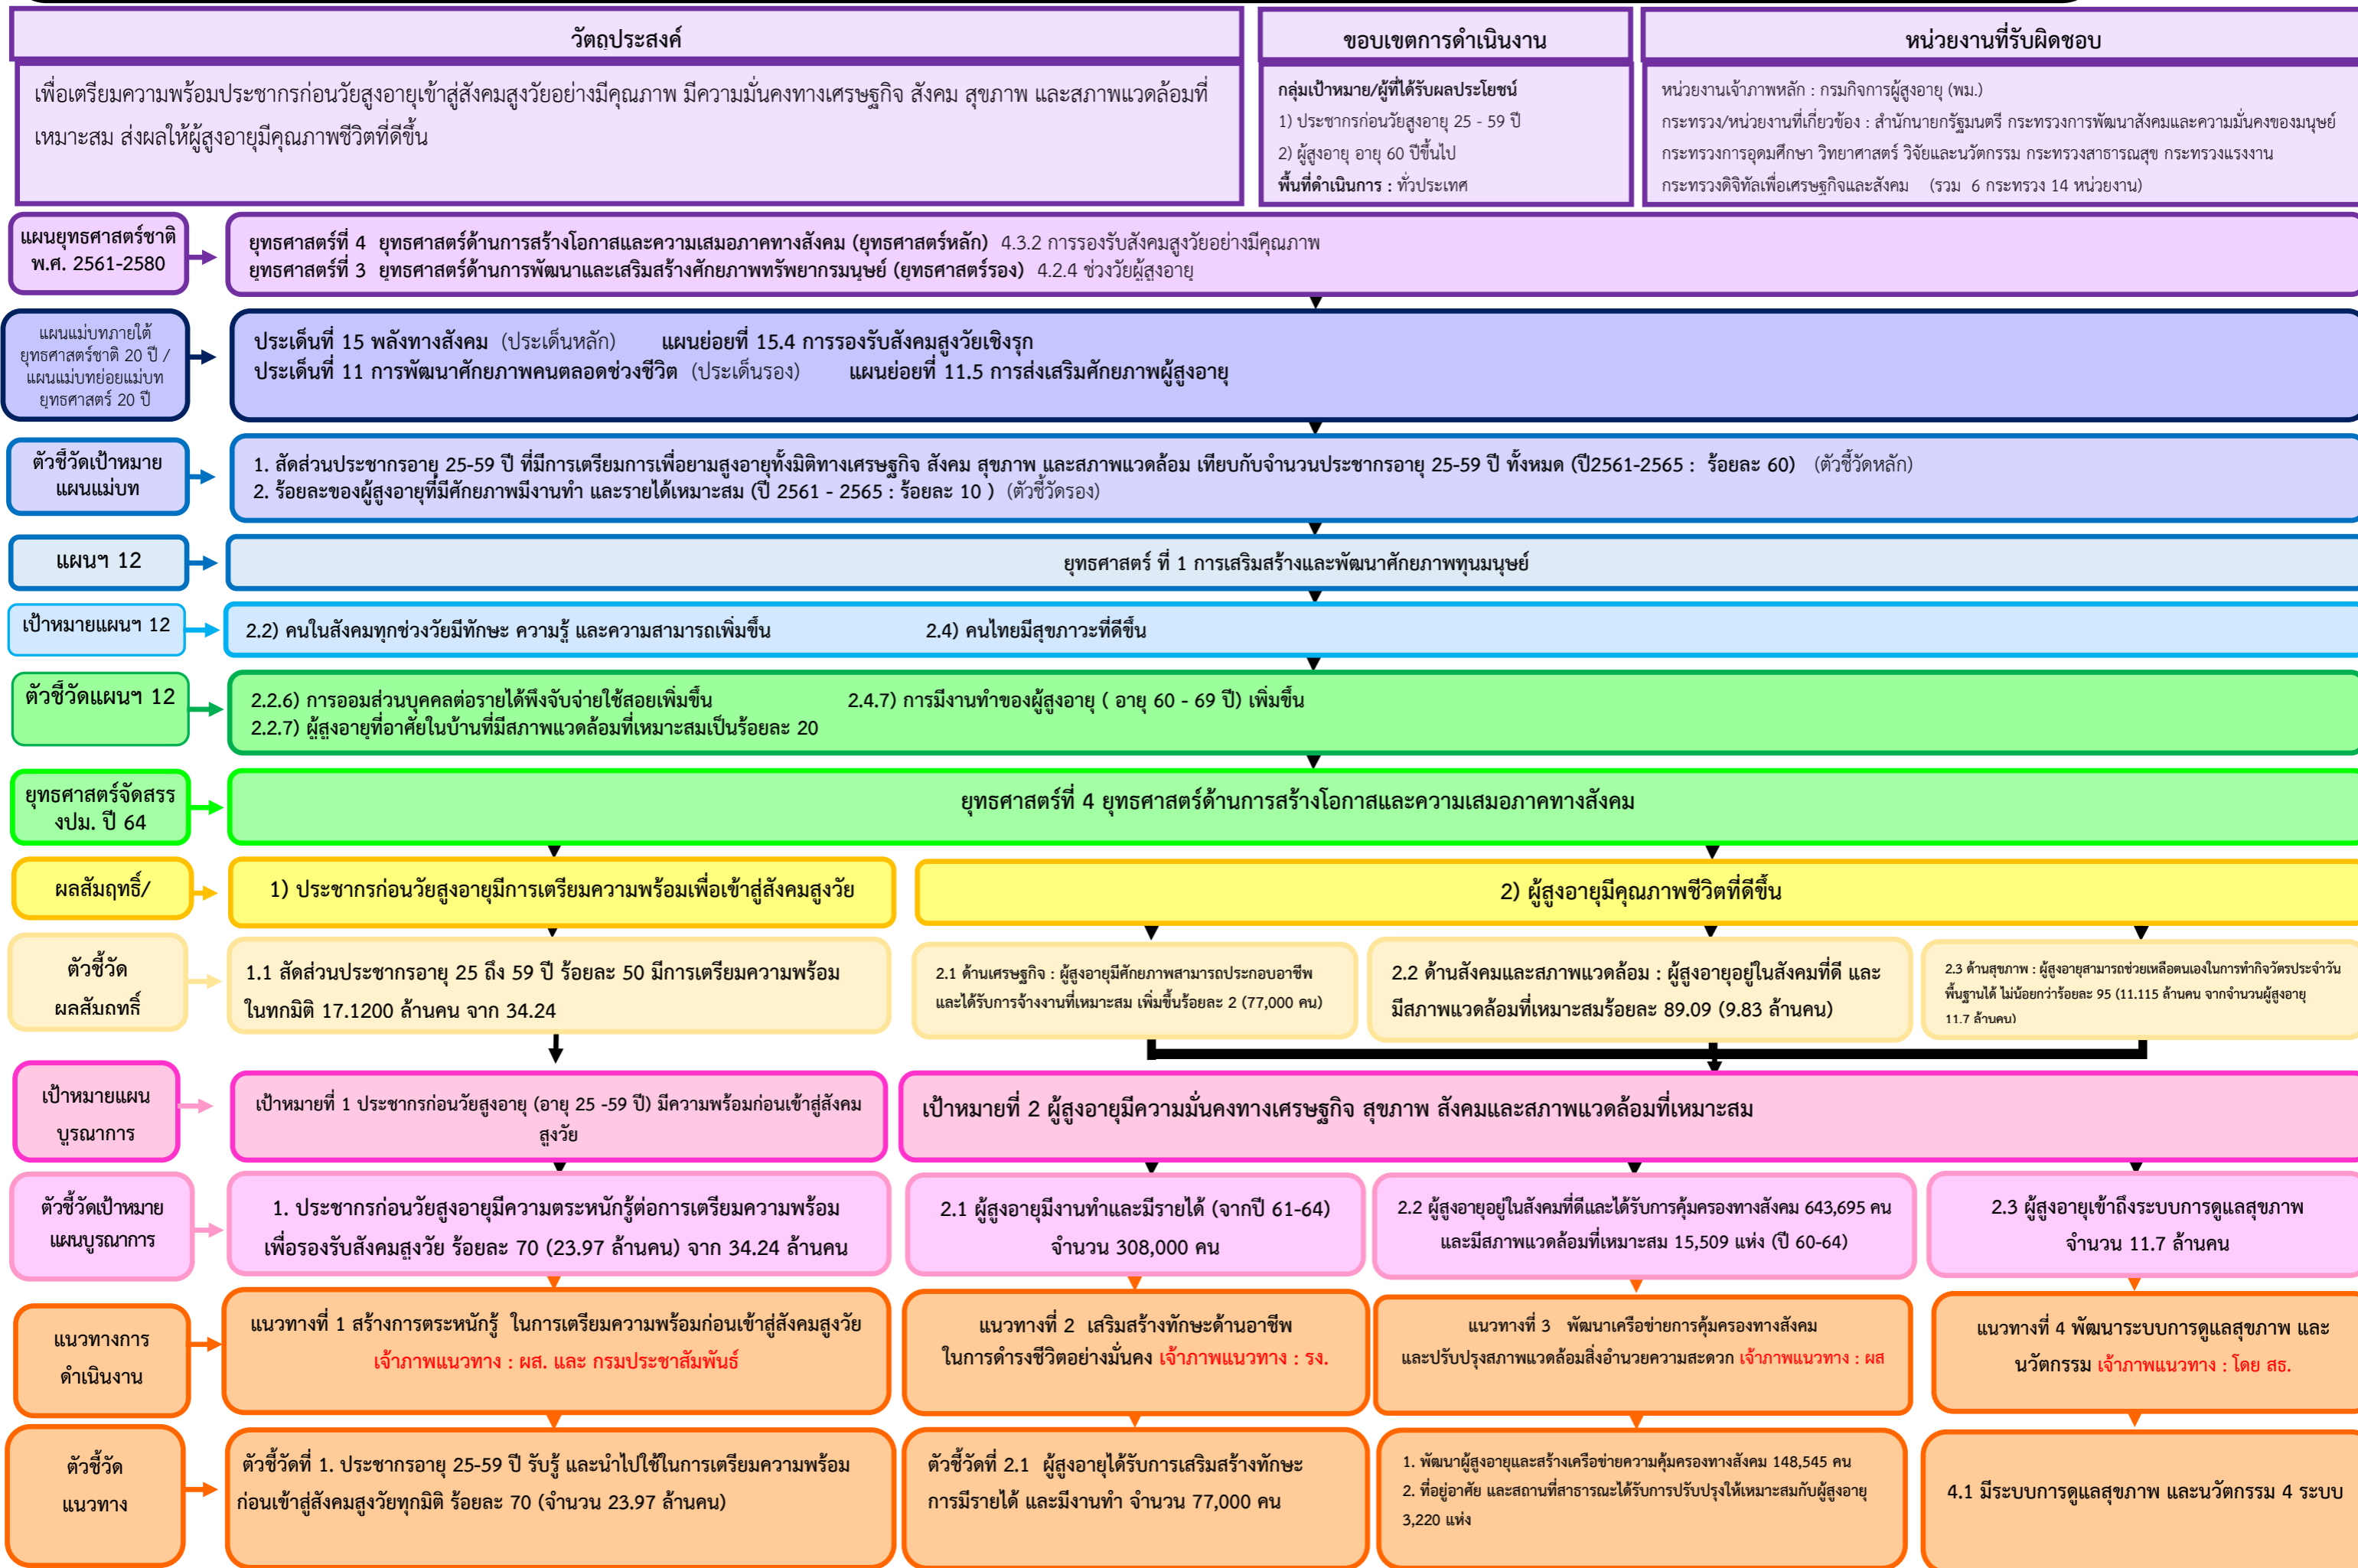 วัตถุประสงค์
เพื่อเตรียมความพร้อมประชากรก่อนวัยสูงอายุเข้าสู่สังคมสูงวัยอย่างมีคุณภาพ มีความมั่นคงทางเศรษฐกิจ สังคม สุขภาพ และสภาพแวดล้อมที่
เหมาะสม ส่งผลให้ผู้สูงอายุมีคุณภาพชีวิตที่ดีขึ้น
ขอบเขตการดำเนินงาน
กลุ่มเป้าหมาย/ผู้ที่ได้รับผลประโยชน์
1) ประชากรก่อนวัยสูงอายุ 25 - 59 ปี
2) ผู้สูงอายุ อายุ 60 ปีขึ้นไป
พื้นที่ดำเนินการ : ทั่วประเทศ
หน่วยงานที่รับผิดชอบ
หน่วยงานเจ้าภาพหลัก : กรมกิจการผู้สูงอายุ (พม.)
กระทรวง/หน่วยงานที่เกี่ยวข้อง : สำนักนายกรัฐมนตรี กระทรวงการพัฒนาสังคมและความมั่นคงของมนุษย์
กระทรวงการอุดมศึกษา วิทยาศาสตร์ วิจัยและนวัตกรรม กระทรวงสาธารณสุข กระทรวงแรงงาน
กระทรวงดิจิทัลเพื่อเศรษฐกิจและสังคม (รวม 6 กระทรวง 14 หน่วยงาน)
แผนยุทธศาสตร์ชาติ
พ.ศ. 2561-2580
ยุทธศาสตร์ที่ 4 ยุทธศาสตร์ด้านการสร้างโอกาสและความเสมอภาคทางสังคม (ยุทธศาสตร์หลัก) 4.3.2 การรองรับสังคมสูงวัยอย่างมีคุณภาพ
ยุทธศาสตร์ที่ 3 ยุทธศาสตร์ด้านการพัฒนาและเสริมสร้างศักยภาพทรัพยากรมนุษย์ (ยุทธศาสตร์รอง) 4.2.4 ช่วงวัยผู้สูงอายุ
แผนแม่บทภายใต้
ยุทธศาสตร์ชาติ 20 ปี /
แผนแม่บทย่อยแม่บท
ยุทธศาสตร์ 20 ปี
ประเด็นที่ 15 พลังทางสังคม (ประเด็นหลัก) แผนย่อยที่ 15.4 การรองรับสังคมสูงวัยเชิงรุก
ประเด็นที่ 11 การพัฒนาศักยภาพคนตลอดช่วงชีวิต (ประเด็นรอง) แผนย่อยที่ 11.5 การส่งเสริมศักยภาพผู้สูงอายุ
ตัวชี้วัดเป้าหมาย
แผนแม่บท
1. สัดส่วนประชากรอายุ 25-59 ปี ที่มีการเตรียมการเพื่อยามสูงอายุทั้งมิติทางเศรษฐกิจ สังคม สุขภาพ และสภาพแวดล้อม เทียบกับจำนวนประชากรอายุ 25-59 ปี ทั้งหมด (ปี2561-2565 : ร้อยละ 60) (ตัวชี้วัดหลัก)
2. ร้อยละของผู้สูงอายุที่มีศักยภาพมีงานทำ และรายได้เหมาะสม (ปี 2561 - 2565 : ร้อยละ 10 ) (ตัวชี้วัดรอง)
แผนฯ 12
ยุทธศาสตร์ ที่ 1 การเสริมสร้างและพัฒนาศักยภาพทุนมนุษย์
เป้าหมายแผนฯ 12
2.2) คนในสังคมทุกช่วงวัยมีทักษะ ความรู้ และความสามารถเพิ่มขึ้น 2.4) คนไทยมีสุขภาวะที่ดีขึ้น
ตัวชี้วัดแผนฯ 12
2.2.6) การออมส่วนบุคคลต่อรายได้พึงจับจ่ายใช้สอยเพิ่มขึ้น 2.4.7) การมีงานทำของผู้สูงอายุ ( อายุ 60 - 69 ปี) เพิ่มขึ้น
2.2.7) ผู้สูงอายุที่อาศัยในบ้านที่มีสภาพแวดล้อมที่เหมาะสมเป็นร้อยละ 20
ยุทธศาสตร์จัดสรร
งปม. ปี 64
ยุทธศาสตร์ที่ 4 ยุทธศาสตร์ด้านการสร้างโอกาสและความเสมอภาคทางสังคม
ผลสัมฤทธิ์/
1) ประชากรก่อนวัยสูงอายุมีการเตรียมความพร้อมเพื่อเข้าสู่สังคมสูงวัย
2) ผู้สูงอายุมีคุณภาพชีวิตที่ดีขึ้น
ตัวชี้วัด
ผลสัมฤทธิ์
1.1 สัดส่วนประชากรอายุ 25 ถึง 59 ปี ร้อยละ 50 มีการเตรียมความพร้อม
ในทุกมิติ 17.1200 ล้านคน จาก 34.24
2.1 ด้านเศรษฐกิจ : ผู้สูงอายุมีศักยภาพสามารถประกอบอาชีพ
และได้รับการจ้างงานที่เหมาะสม เพิ่มขึ้นร้อยละ 2 (77,000 คน)
2.2 ด้านสังคมและสภาพแวดล้อม : ผู้สูงอายุอยู่ในสังคมที่ดี และ
มีสภาพแวดล้อมที่เหมาะสมร้อยละ 89.09 (9.83 ล้านคน)
2.3 ด้านสุขภาพ : ผู้สูงอายุสามารถช่วยเหลือตนเองในการทำกิจวัตรประจำวัน
พื้นฐานได้ ไม่น้อยกว่าร้อยละ 95 (11.115 ล้านคน จากจำนวนผู้สูงอายุ
11.7 ล้านคน)
เป้าหมายแผน
บูรณาการ
เป้าหมายที่ 1 ประชากรก่อนวัยสูงอายุ (อายุ 25 -59 ปี) มีความพร้อมก่อนเข้าสู่สังคม
สูงวัย
เป้าหมายที่ 2 ผู้สูงอายุมีความมั่นคงทางเศรษฐกิจ สุขภาพ สังคมและสภาพแวดล้อมที่เหมาะสม
ตัวชี้วัดเป้าหมาย
แผนบูรณาการ
1. ประชากรก่อนวัยสูงอายุมีความตระหนักรู้ต่อการเตรียมความพร้อม
เพื่อรองรับสังคมสูงวัย ร้อยละ 70 (23.97 ล้านคน) จาก 34.24 ล้านคน
2.1 ผู้สูงอายุมีงานทำและมีรายได้ (จากปี 61-64)
จำนวน 308,000 คน
2.2 ผู้สูงอายุอยู่ในสังคมที่ดีและได้รับการคุ้มครองทางสังคม 643,695 คน
และมีสภาพแวดล้อมที่เหมาะสม 15,509 แห่ง (ปี 60-64)
2.3 ผู้สูงอายุเข้าถึงระบบการดูแลสุขภาพ
จำนวน 11.7 ล้านคน
แนวทางการ
ดำเนินงาน
แนวทางที่ 1 สร้างการตระหนักรู้ ในการเตรียมความพร้อมก่อนเข้าสู่สังคมสูงวัย
เจ้าภาพแนวทาง : ผส. และ กรมประชาสัมพันธ์
แนวทางที่ 2 เสริมสร้างทักษะด้านอาชีพ
ในการดำรงชีวิตอย่างมั่นคง เจ้าภาพแนวทาง : รง.
แนวทางที่ 3 พัฒนาเครือข่ายการคุ้มครองทางสังคม
และปรับปรุงสภาพแวดล้อมสิ่งอำนวยความสะดวก เจ้าภาพแนวทาง : ผส
แนวทางที่ 4 พัฒนาระบบการดูแลสุขภาพ และ
นวัตกรรม เจ้าภาพแนวทาง : โดย สธ.
ตัวชี้วัด
แนวทาง
ตัวชี้วัดที่ 1. ประชากรอายุ 25-59 ปี รับรู้ และนำไปใช้ในการเตรียมความพร้อม
ก่อนเข้าสู่สังคมสูงวัยทุกมิติ ร้อยละ 70 (จำนวน 23.97 ล้านคน)
ตัวชี้วัดที่ 2.1 ผู้สูงอายุได้รับการเสริมสร้างทักษะ
การมีรายได้ และมีงานทำ จำนวน 77,000 คน
1. พัฒนาผู้สูงอายุและสร้างเครือข่ายความคุ้มครองทางสังคม 148,545 คน
2. ที่อยู่อาศัย และสถานที่สาธารณะได้รับการปรับปรุงให้เหมาะสมกับผู้สูงอายุ
3,220 แห่ง
4.1 มีระบบการดูแลสุขภาพ และนวัตกรรม 4 ระบบ